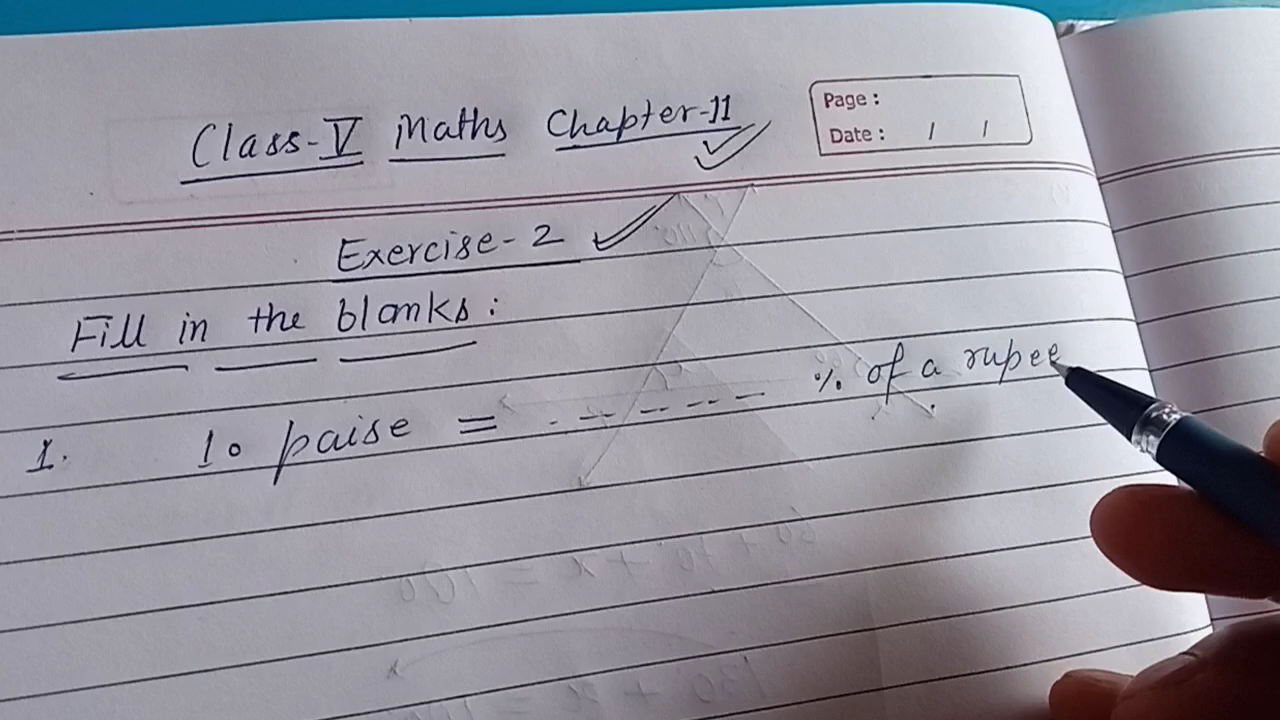 Class-V Maths Chapter-11
Page :
Date : / /
Exercise-2
Fill in the blanks:
1. 10 paise = ------ % of a rupee